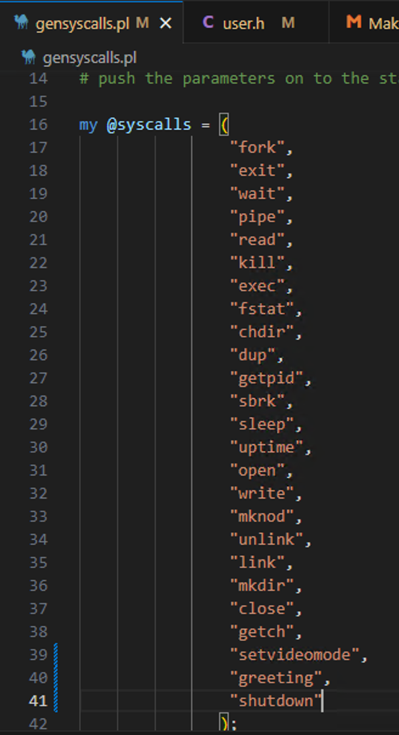 gensyscalls.pl M user.h M Mak
gensyscalls.pl
14 # push the parameters on to the st
15
16 my @syscalls = (
17 "fork",
18 "exit",
19 "wait",
20 "pipe",
21 "read",
22 "kill",
23 "exec",
24 "fstat",
25 "chdir",
26 "dup",
27 "getpid",
28 "sbrk",
29 "sleep",
30 "uptime",
31 "open",
32 "write",
33 "mknod",
34 "unlink",
35 "link",
36 "mkdir",
37 "close",
38 "getch",
39 "setvideomode",
40 "greeting",
41 "shutdown"
42 );